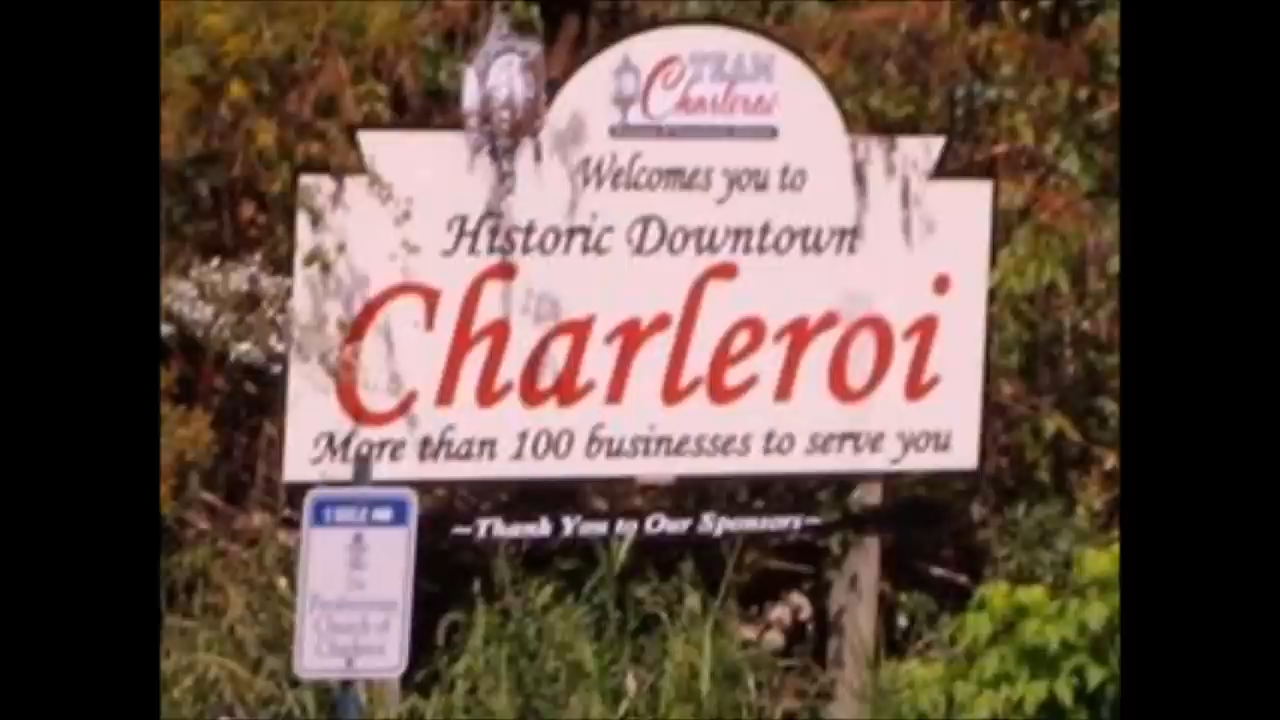 TEAM
Charleroi
Welcomes you to
Historic Downtown
Charleroi
More than 100 businesses to serve you
~Thank You to Our Sponsors~
Presbyterian
Church of
Charleroi